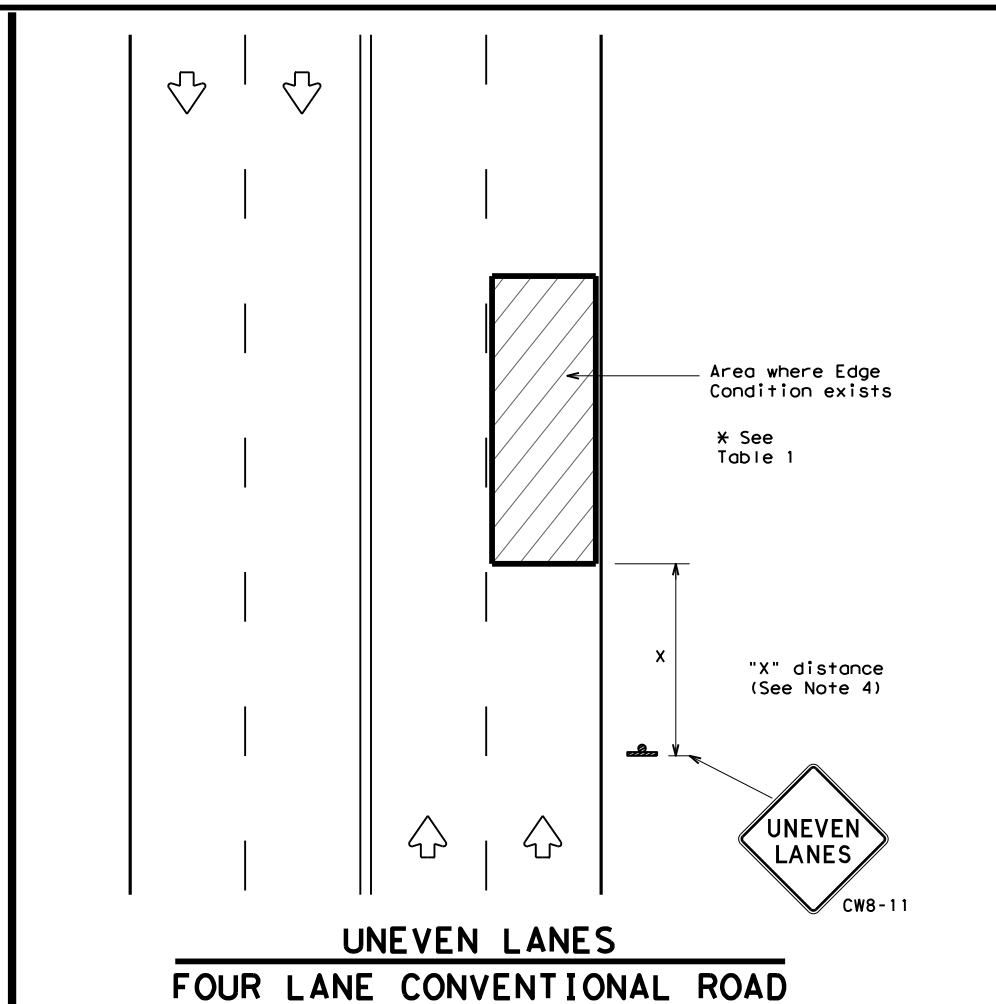 Area where Edge
Condition exists
* See
Table 1
X
"X" distance
(See Note 4)
UNEVEN
LANES
CW8-11
UNEVEN LANES
FOUR LANE CONVENTIONAL ROAD